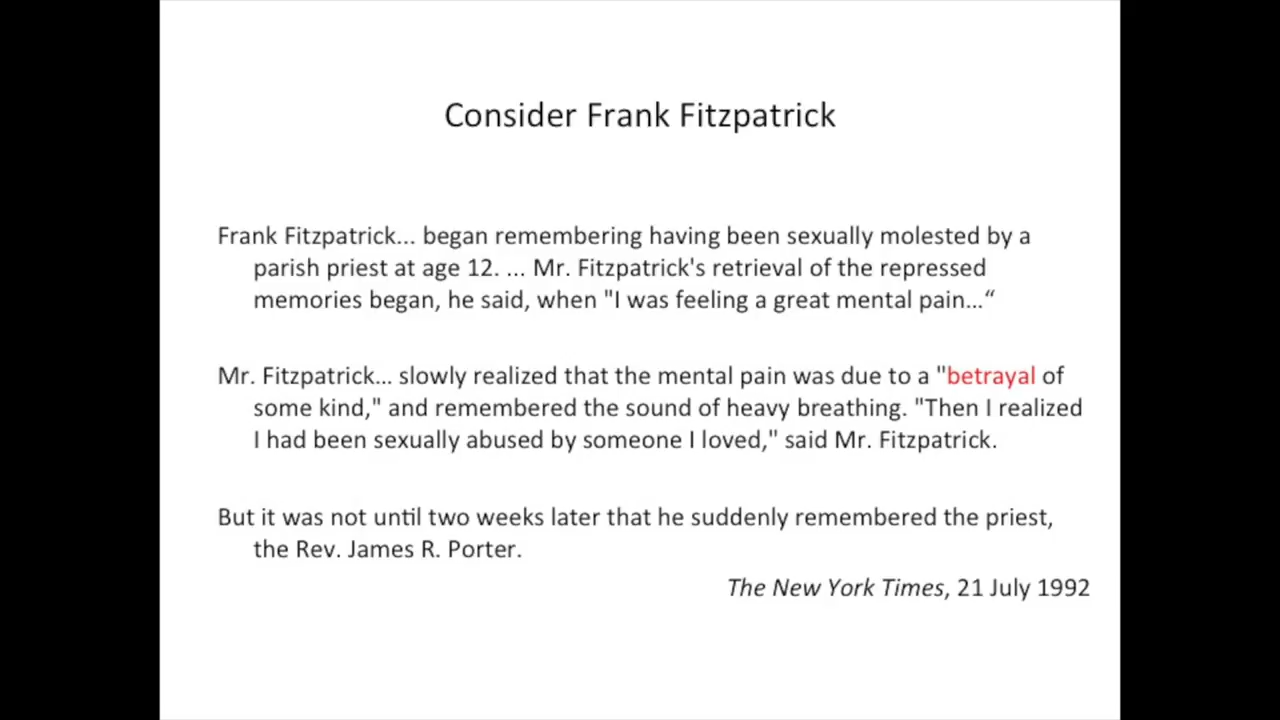 Consider Frank Fitzpatrick
Frank Fitzpatrick... began remembering having been sexually molested by a
parish priest at age 12. ... Mr. Fitzpatrick's retrieval of the repressed
memories began, he said, when "I was feeling a great mental pain...“
Mr. Fitzpatrick... slowly realized that the mental pain was due to a "betrayal of
some kind," and remembered the sound of heavy breathing. "Then I realized
I had been sexually abused by someone I loved," said Mr. Fitzpatrick.
But it was not until two weeks later that he suddenly remembered the priest,
the Rev. James R. Porter.
The New York Times, 21 July 1992